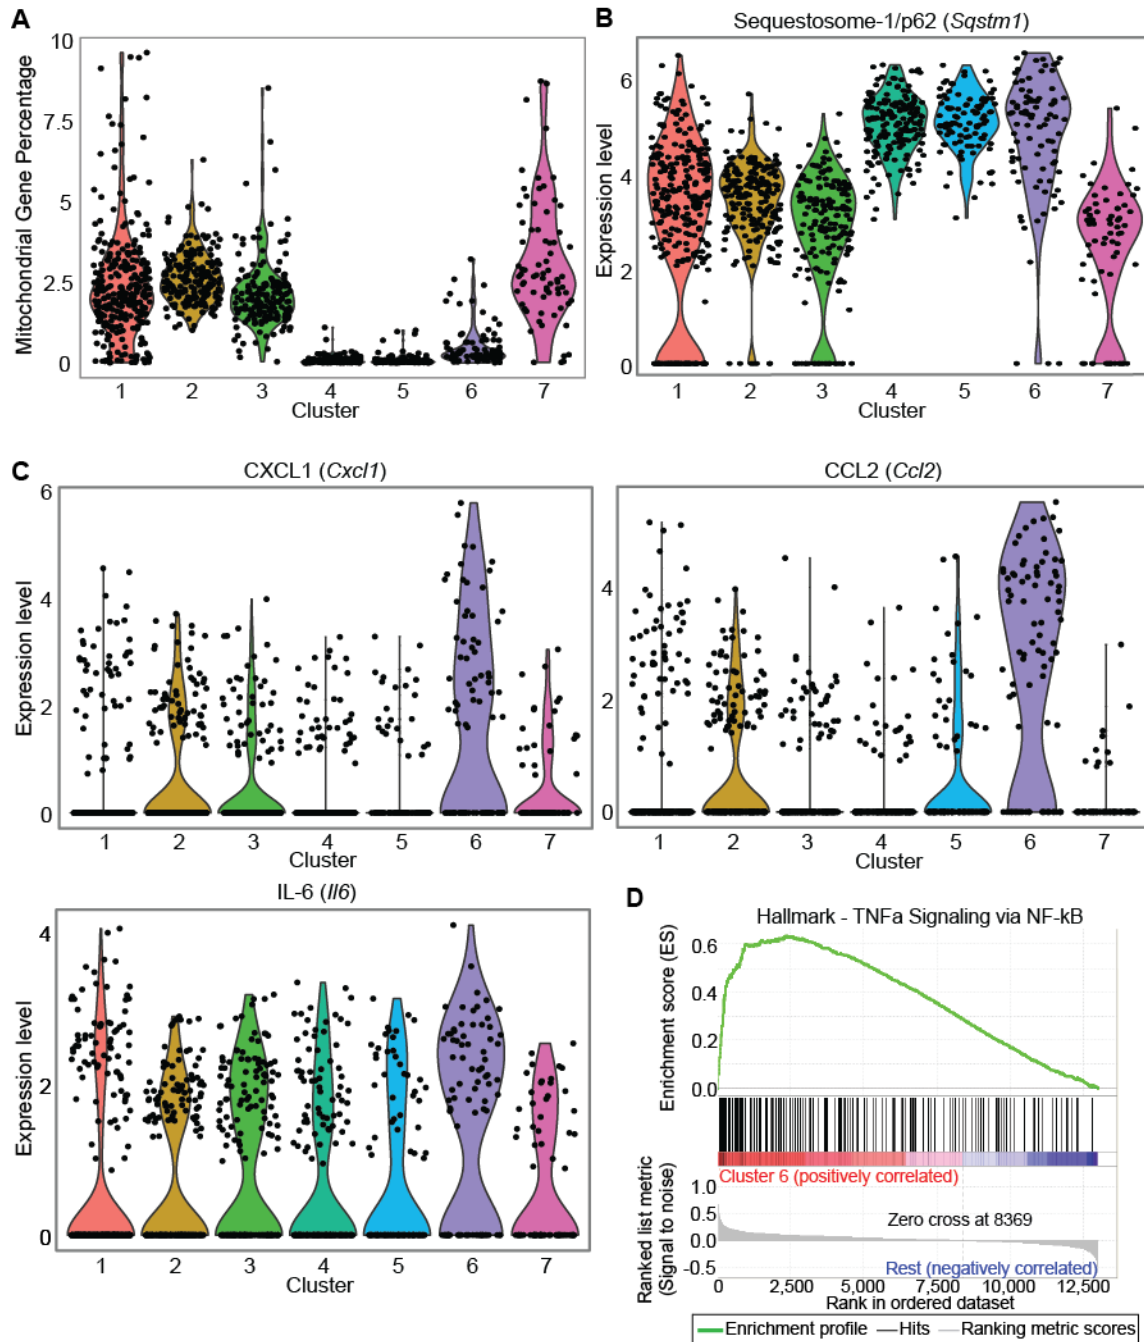 A
Mitochondrial Gene Percentage
10
7.5
5
2.5
0
1 2 3 4 5 6 7
Cluster
B
Sequestosome-1/p62 (Sqstm1)
Expression level
6
4
2
0
1 2 3 4 5 6 7
Cluster
C
CXCL1 (Cxcl1)
Expression level
6
4
2
0
1 2 3 4 5 6 7
Cluster
CCL2 (Ccl2)
4
2
0
1 2 3 4 5 6 7
Cluster
IL-6 (Il6)
Expression level
4
2
0
1 2 3 4 5 6 7
Cluster
D
Hallmark - TNFa Signaling via NF-kB
Enrichment score (ES)
0.6
0.4
0.2
0.0
Cluster 6 (positively correlated)
Ranked list metric
(Signal to noise)
1.0
0.5
0.0
-0.5
Zero cross at 8369
Rest (negatively correlated)
0 2,500 5,000 7,500 10,000 12,500
Rank in ordered dataset
Enrichment profile Hits Ranking metric scores